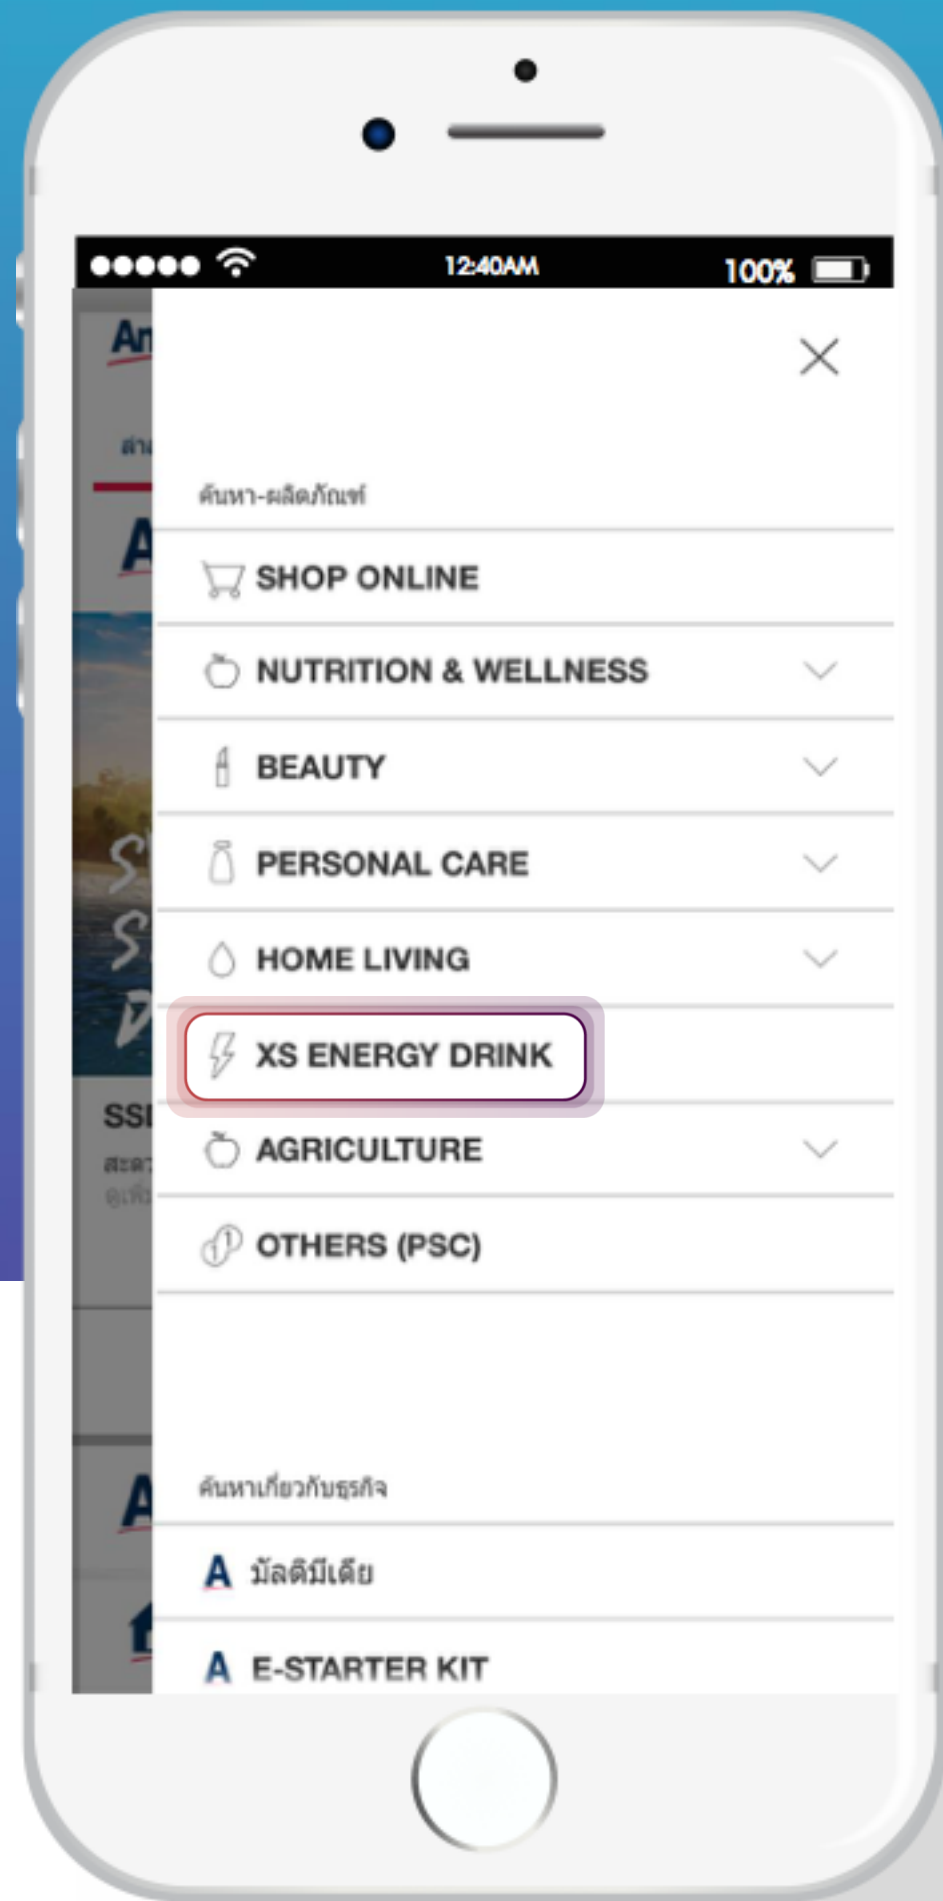 12:40AM
100%
ค้นหา-ผลิตภัณฑ์
SHOP ONLINE
NUTRITION & WELLNESS
BEAUTY
PERSONAL CARE
HOME LIVING
XS ENERGY DRINK
AGRICULTURE
OTHERS (PSC)
ค้นหาเกี่ยวกับธุรกิจ
A มัลติมีเดีย
A E-STARTER KIT